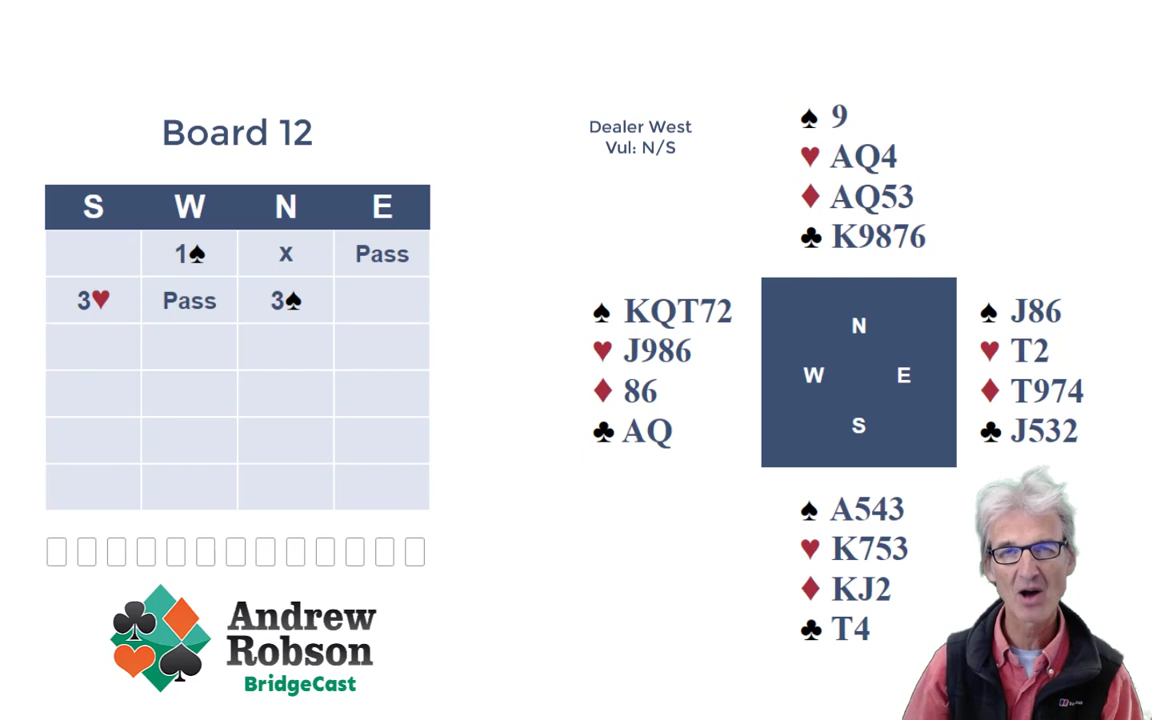 Board 12
S W N E
1♠ x Pass
3♥ Pass 3♠
Andrew
Robson
BridgeCast
Dealer West
Vul: N/S
♠ 9
♥ AQ4
♦ AQ53
♣ K9876
♠ KQT72
♥ J986
♦ 86
♣ AQ
N
W E
S
♠ J86
♥ T2
♦ T974
♣ J532
♠ A543
♥ K753
♦ KJ2
♣ T4